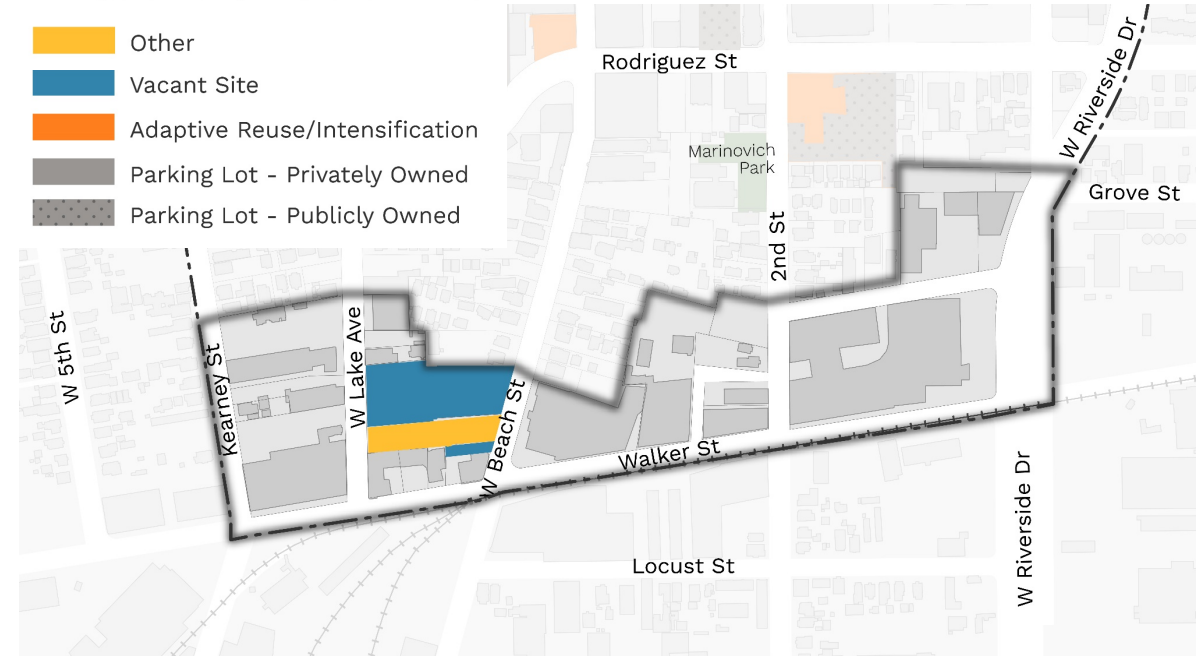 Other
Vacant Site
Adaptive Reuse/Intensification
Parking Lot - Privately Owned
Parking Lot - Publicly Owned
Rodriguez St
W Riverside Dr
Marinovich
Park
Grove St
2nd St
W 5th St
Kearney St
W Lake Ave
W Beach St
Walker St
Locust St
W Riverside Dr